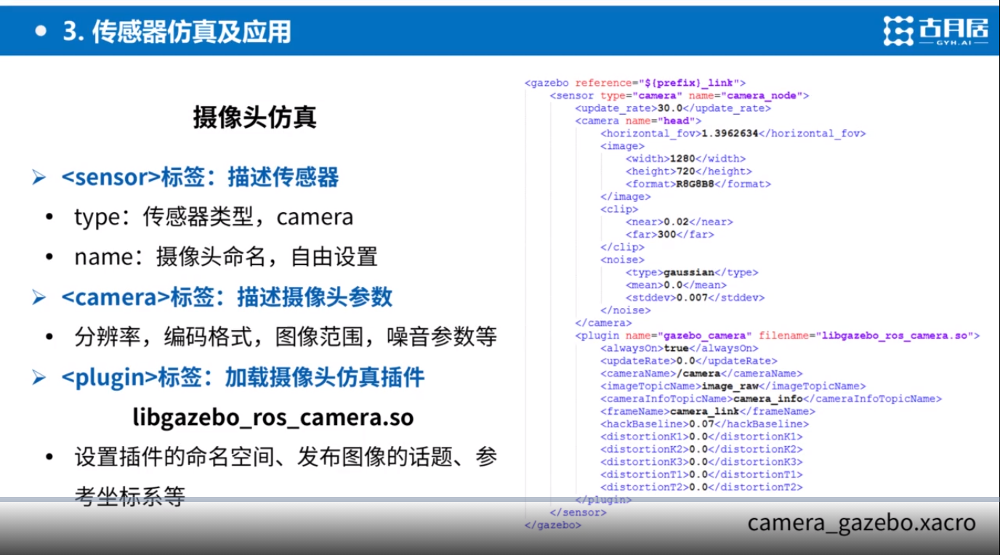 • 3. 传感器仿真及应用
古月居
GYH.AI
摄像头仿真
➢ <sensor>标签：描述传感器
• type：传感器类型，camera
• name：摄像头命名，自由设置
➢ <camera>标签：描述摄像头参数
• 分辨率，编码格式，图像范围，噪音参数等
➢ <plugin>标签：加载摄像头仿真插件
libgazebo_ros_camera.so
• 设置插件的命名空间、发布图像的话题、参
考坐标系等
<gazebo reference="${prefix}_link">
<sensor type="camera" name="camera_node">
<update_rate>30.0</update_rate>
<camera name="head">
<horizontal_fov>1.3962634</horizontal_fov>
<image>
<width>1280</width>
<height>720</height>
<format>R8G8B8</format>
</image>
<clip>
<near>0.02</near>
<far>300</far>
</clip>
<noise>
<type>gaussian</type>
<mean>0.0</mean>
<stddev>0.007</stddev>
</noise>
</camera>
<plugin name="gazebo_camera" filename="libgazebo_ros_camera.so">
<alwaysOn>true</alwaysOn>
<updateRate>0.0</updateRate>
<cameraName>/camera</cameraName>
<imageTopicName>image_raw</imageTopicName>
<cameraInfoTopicName>camera_info</cameraInfoTopicName>
<frameName>camera_link</frameName>
<hackBaseline>0.07</hackBaseline>
<distortionK1>0.0</distortionK1>
<distortionK2>0.0</distortionK2>
<distortionK3>0.0</distortionK3>
<distortionT1>0.0</distortionT1>
<distortionT2>0.0</distortionT2>
</plugin>
</sensor>
</gazebo>
camera_gazebo.xacro